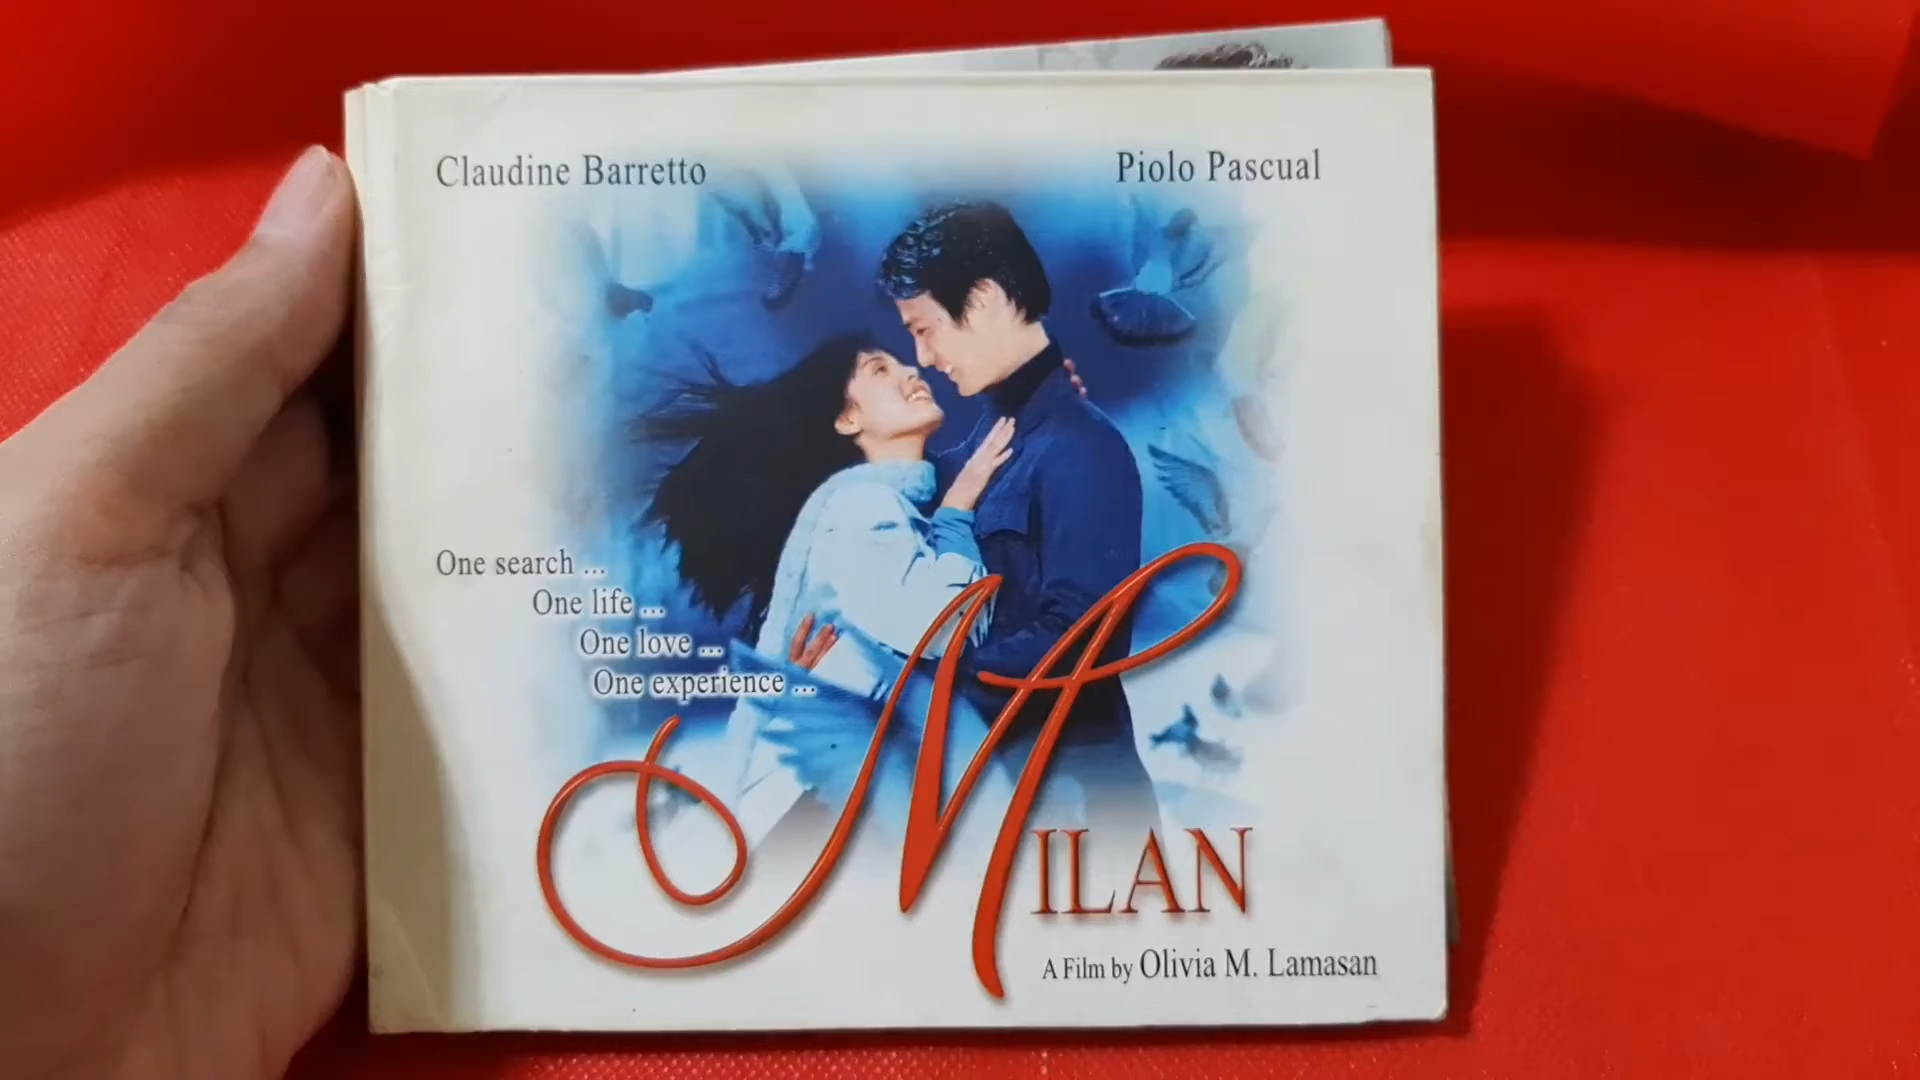 Claudine Barretto
Piolo Pascual
One search ...
One life ...
One love ...
One experience ...
MILAN
A Film by Olivia M. Lamasan